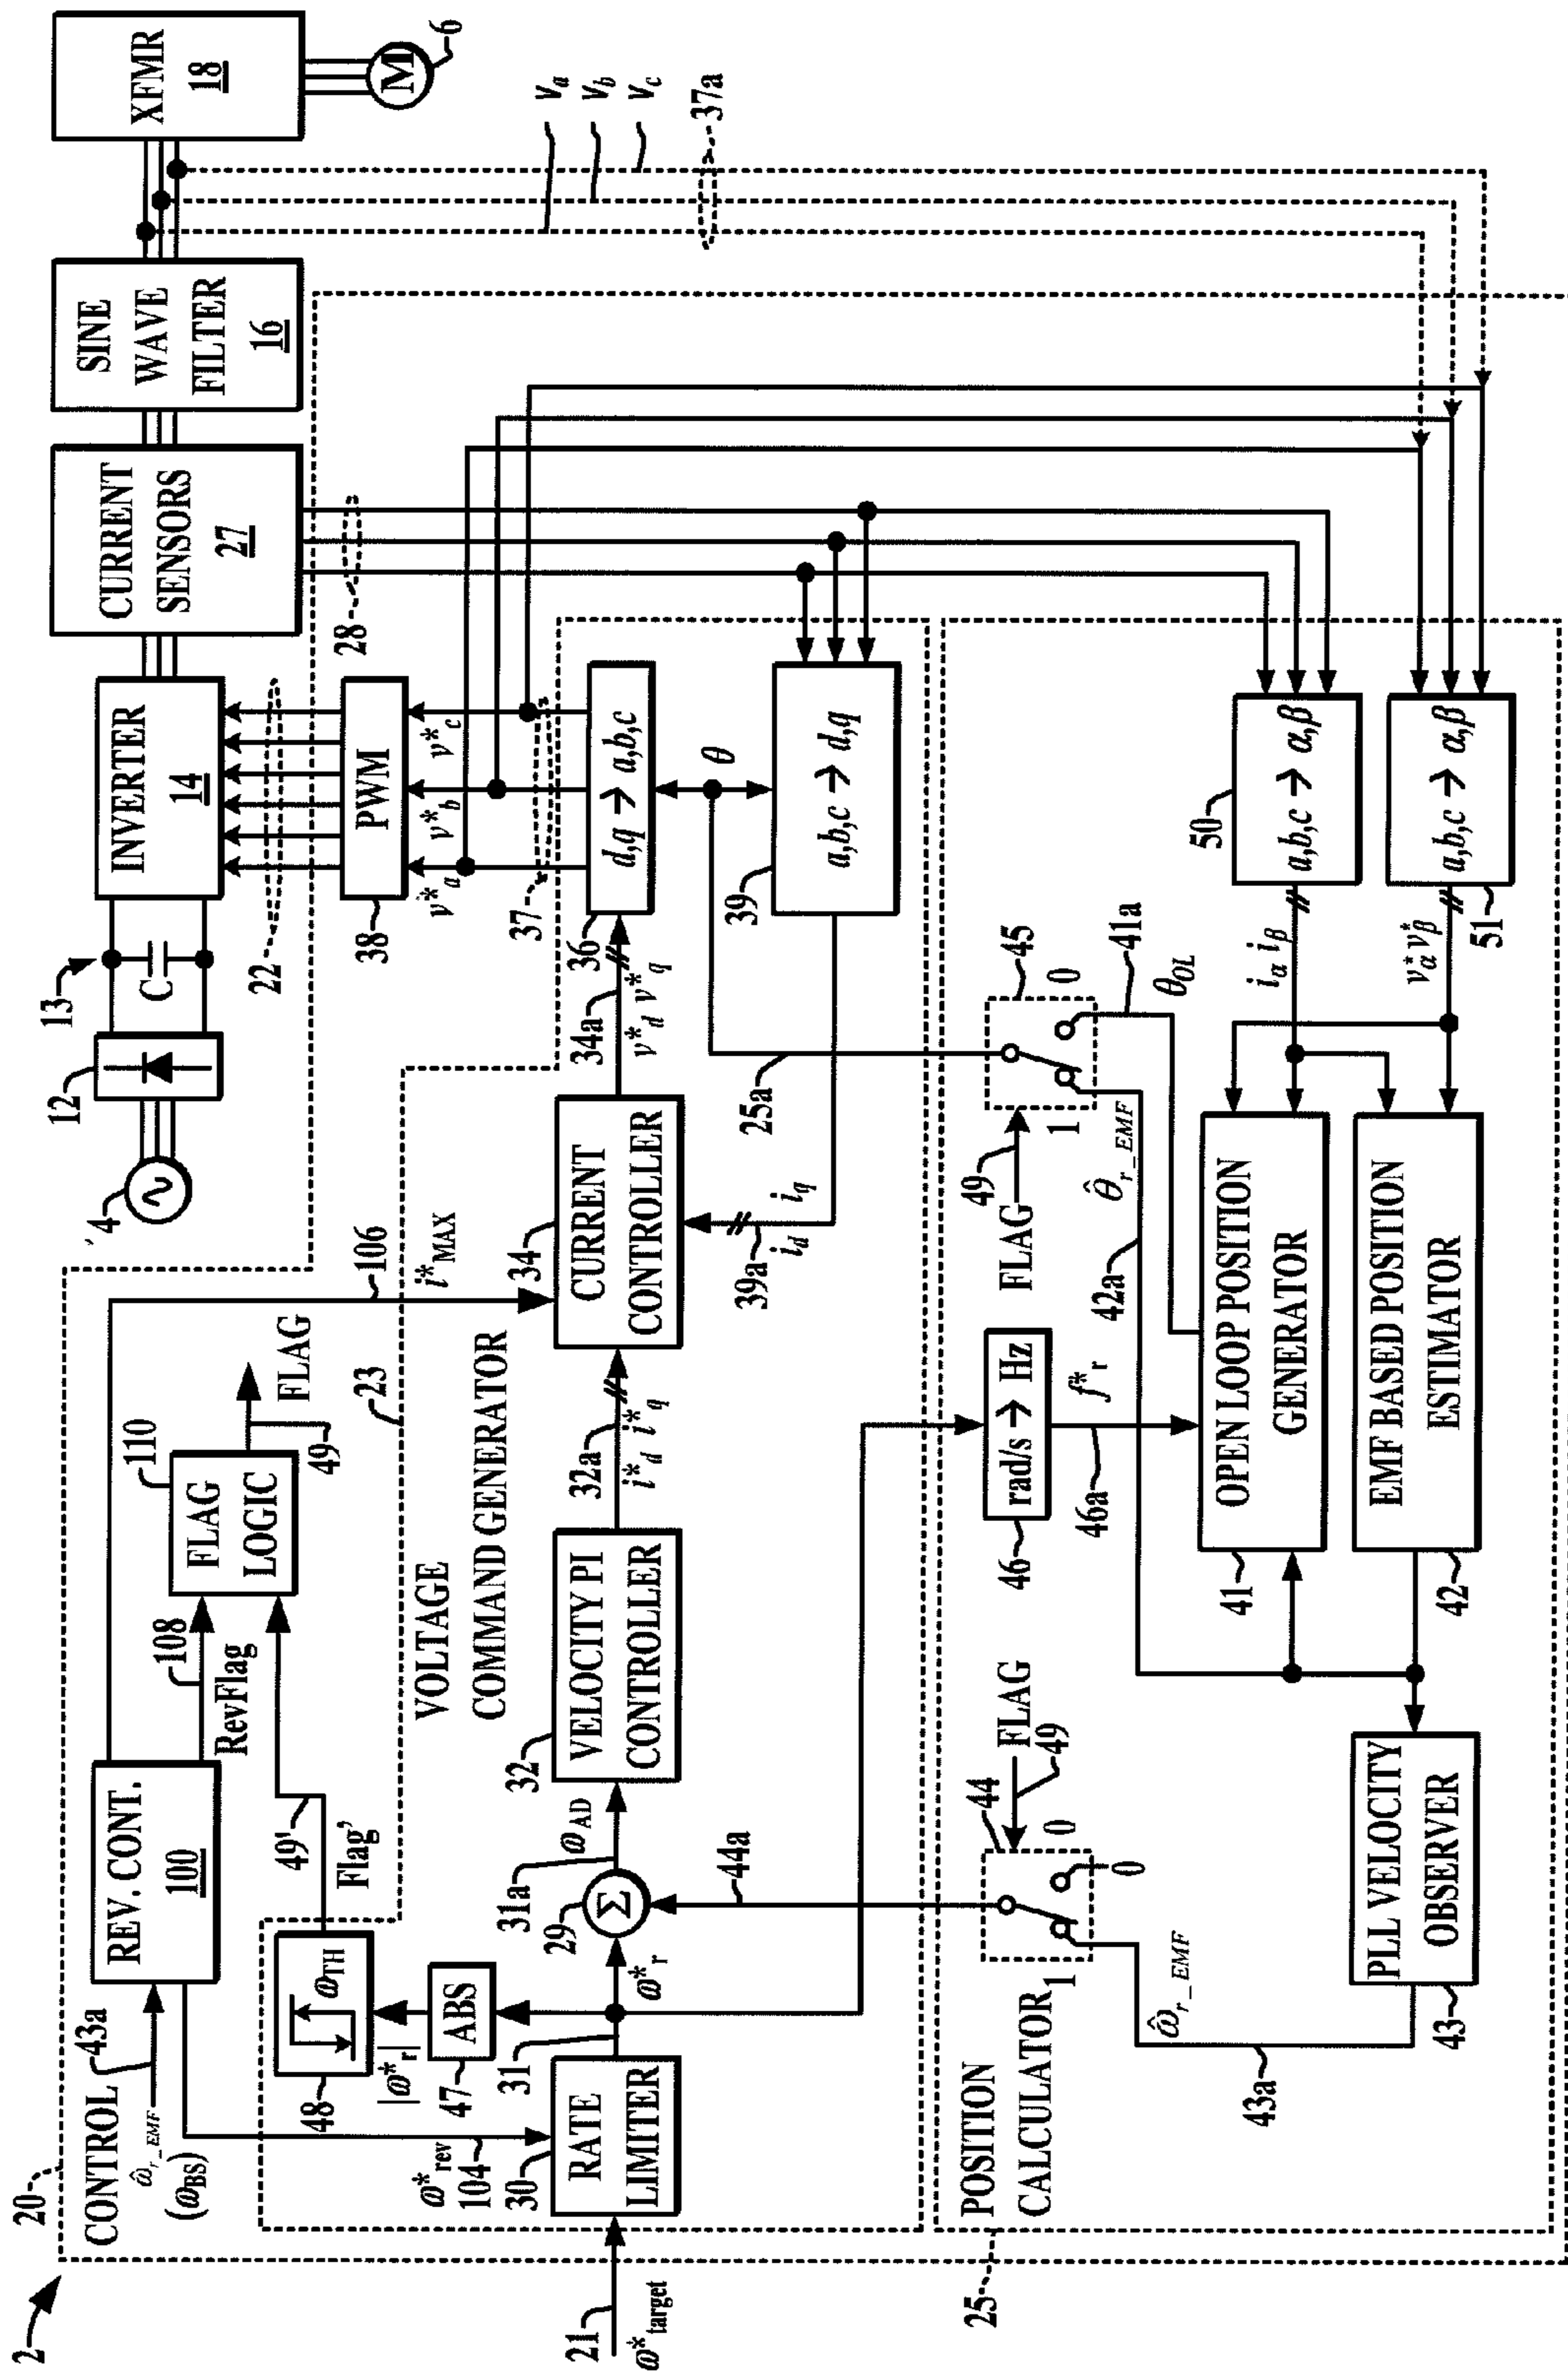 2
20
4
12
13
C
INVERTER
14
CURRENT
SENSORS
27
SINE
WAVE
FILTER
16
XFMR
18
M
6
22
28
PWM
38
v*a
v*b
v*c
37
va
vb
vc
37a
CONTROL
ω̂r_EMF
(ωBS)
43a
REV. CONT.
100
108
RevFlag
49'
Flag'
FLAG
LOGIC
110
FLAG
49
106
i*MAX
23
VOLTAGE
COMMAND GENERATOR
48
ωTH
|ω*r|
47
ABS
ω*rev
104
21
ω*target
30
RATE
LIMITER
31
ω*r
29
Σ
31a
ωAD
32
VELOCITY PI
CONTROLLER
32a
i*d i*q
34
CURRENT
CONTROLLER
34a
v*d v*q
36
d,q → a,b,c
θ
39
a,b,c → d,q
39a
id iq
25a
44a
25
POSITION
CALCULATOR
44
FLAG
49
1
0
0
46
rad/s → Hz
46a
f*r
FLAG
49
45
1
0
42a
θ̂r_EMF
41a
θOL
ω̂r_EMF
43a
43
PLL VELOCITY
OBSERVER
41
OPEN LOOP POSITION
GENERATOR
42
EMF BASED POSITION
ESTIMATOR
iα iβ
50
a,b,c → α,β
v*α v*β
51
a,b,c → α,β